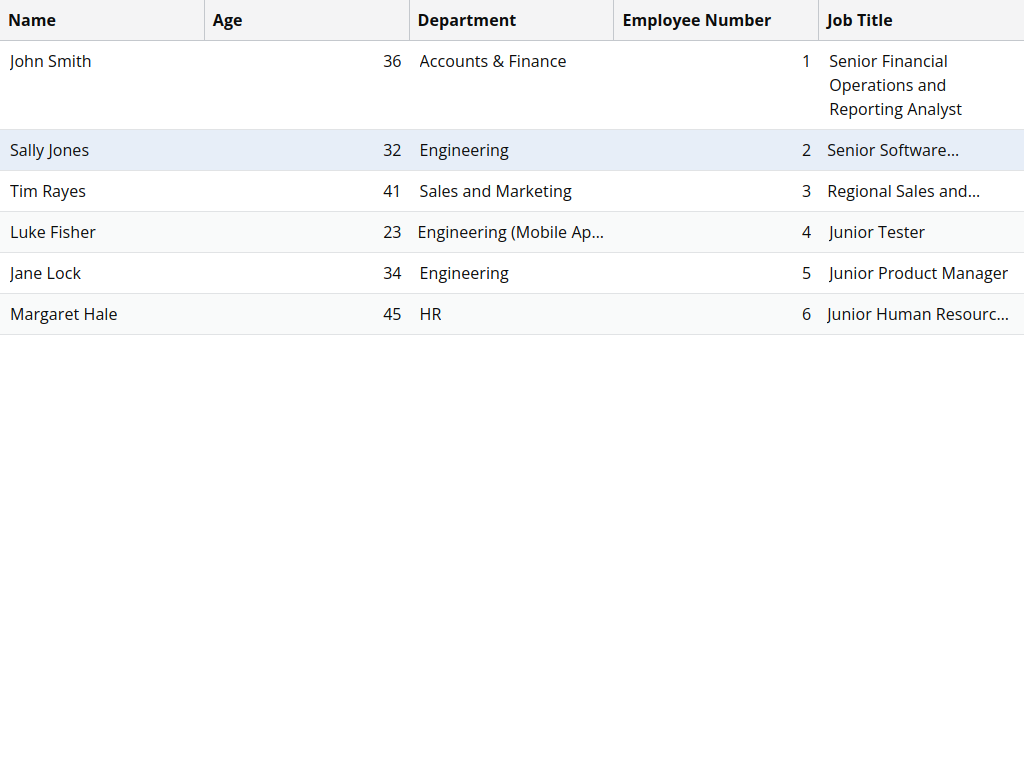 Name Age Department Employee Number Job Title
John Smith 36 Accounts & Finance 1 Senior Financial
Operations and
Reporting Analyst
Sally Jones 32 Engineering 2 Senior Software...
Tim Rayes 41 Sales and Marketing 3 Regional Sales and...
Luke Fisher 23 Engineering (Mobile Ap... 4 Junior Tester
Jane Lock 34 Engineering 5 Junior Product Manager
Margaret Hale 45 HR 6 Junior Human Resourc...